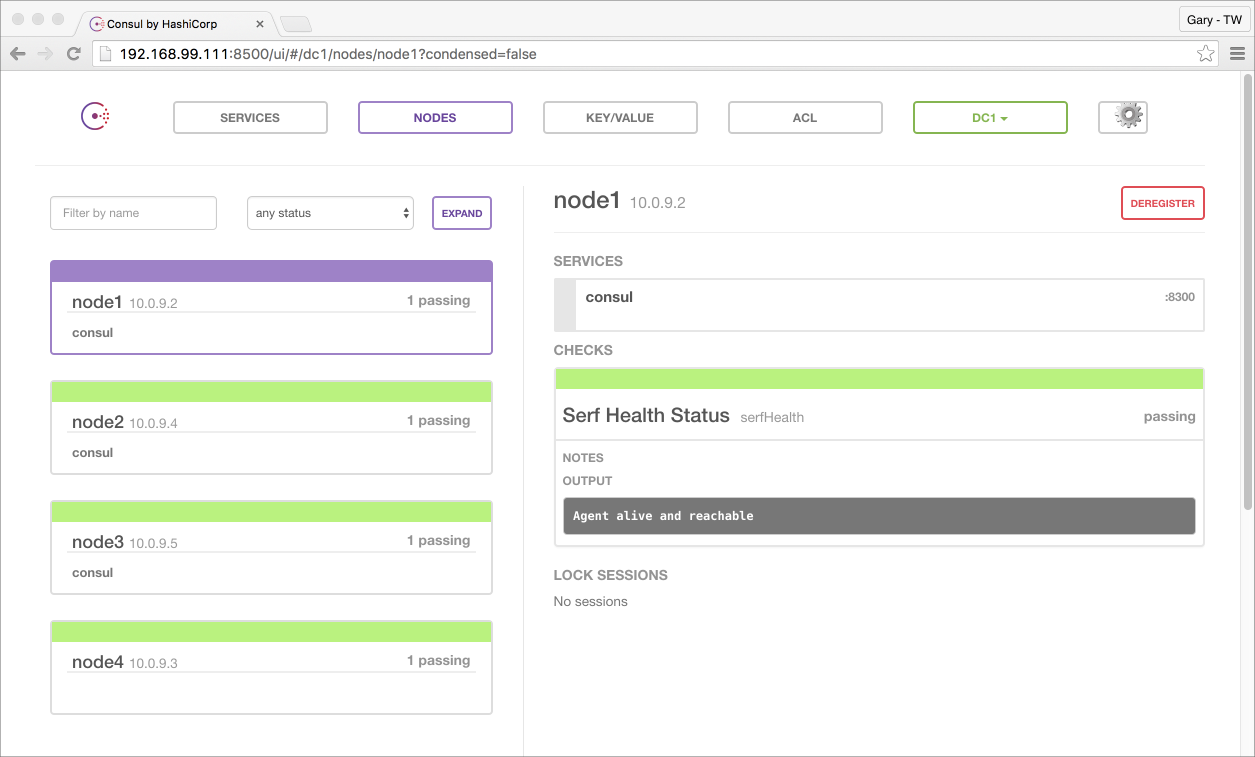 Consul by HashiCorp
Gary - TW
192.168.99.111:8500/ui/#/dc1/nodes/node1?condensed=false
SERVICES
NODES
KEY/VALUE
ACL
DC1
Filter by name
any status
EXPAND
node1 10.0.9.2
1 passing
consul
node2 10.0.9.4
1 passing
consul
node3 10.0.9.5
1 passing
consul
node4 10.0.9.3
1 passing
node1 10.0.9.2
DEREGISTER
SERVICES
consul
:8300
CHECKS
Serf Health Status serfHealth
passing
NOTES
OUTPUT
Agent alive and reachable
LOCK SESSIONS
No sessions